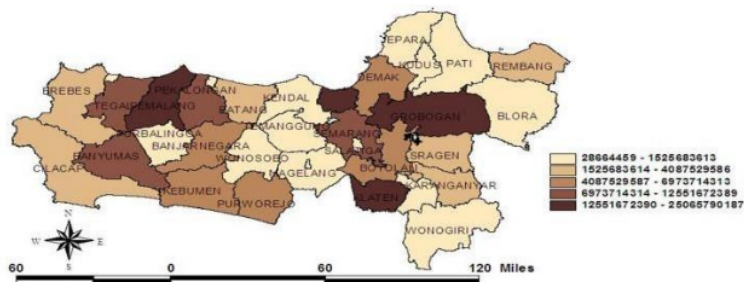 JEPARA
KUDUS
PATI
REMBANG
DEMAK
BREBES
TEGAL
PEMALANG
PEKALONGAN
BATANG
KENDAL
GROBOGAN
BLORA
PURBALINGGA
BANJARNEGARA
TEMANGGUNG
SEMARANG
SALATIGA
WONOSOBO
SRAGEN
CILACAP
BANYUMAS
MAGELANG
BOYOLALI
KARANGANYAR
KEBUMEN
PURWOREJO
KLATEN
WONOGIRI
28664459 - 1525683613
1525683614 - 4087529586
4087529587 - 6973714313
6973714314 - 12551672389
12551672390 - 25065790187
N
W
E
S
60 0 60 120 Miles